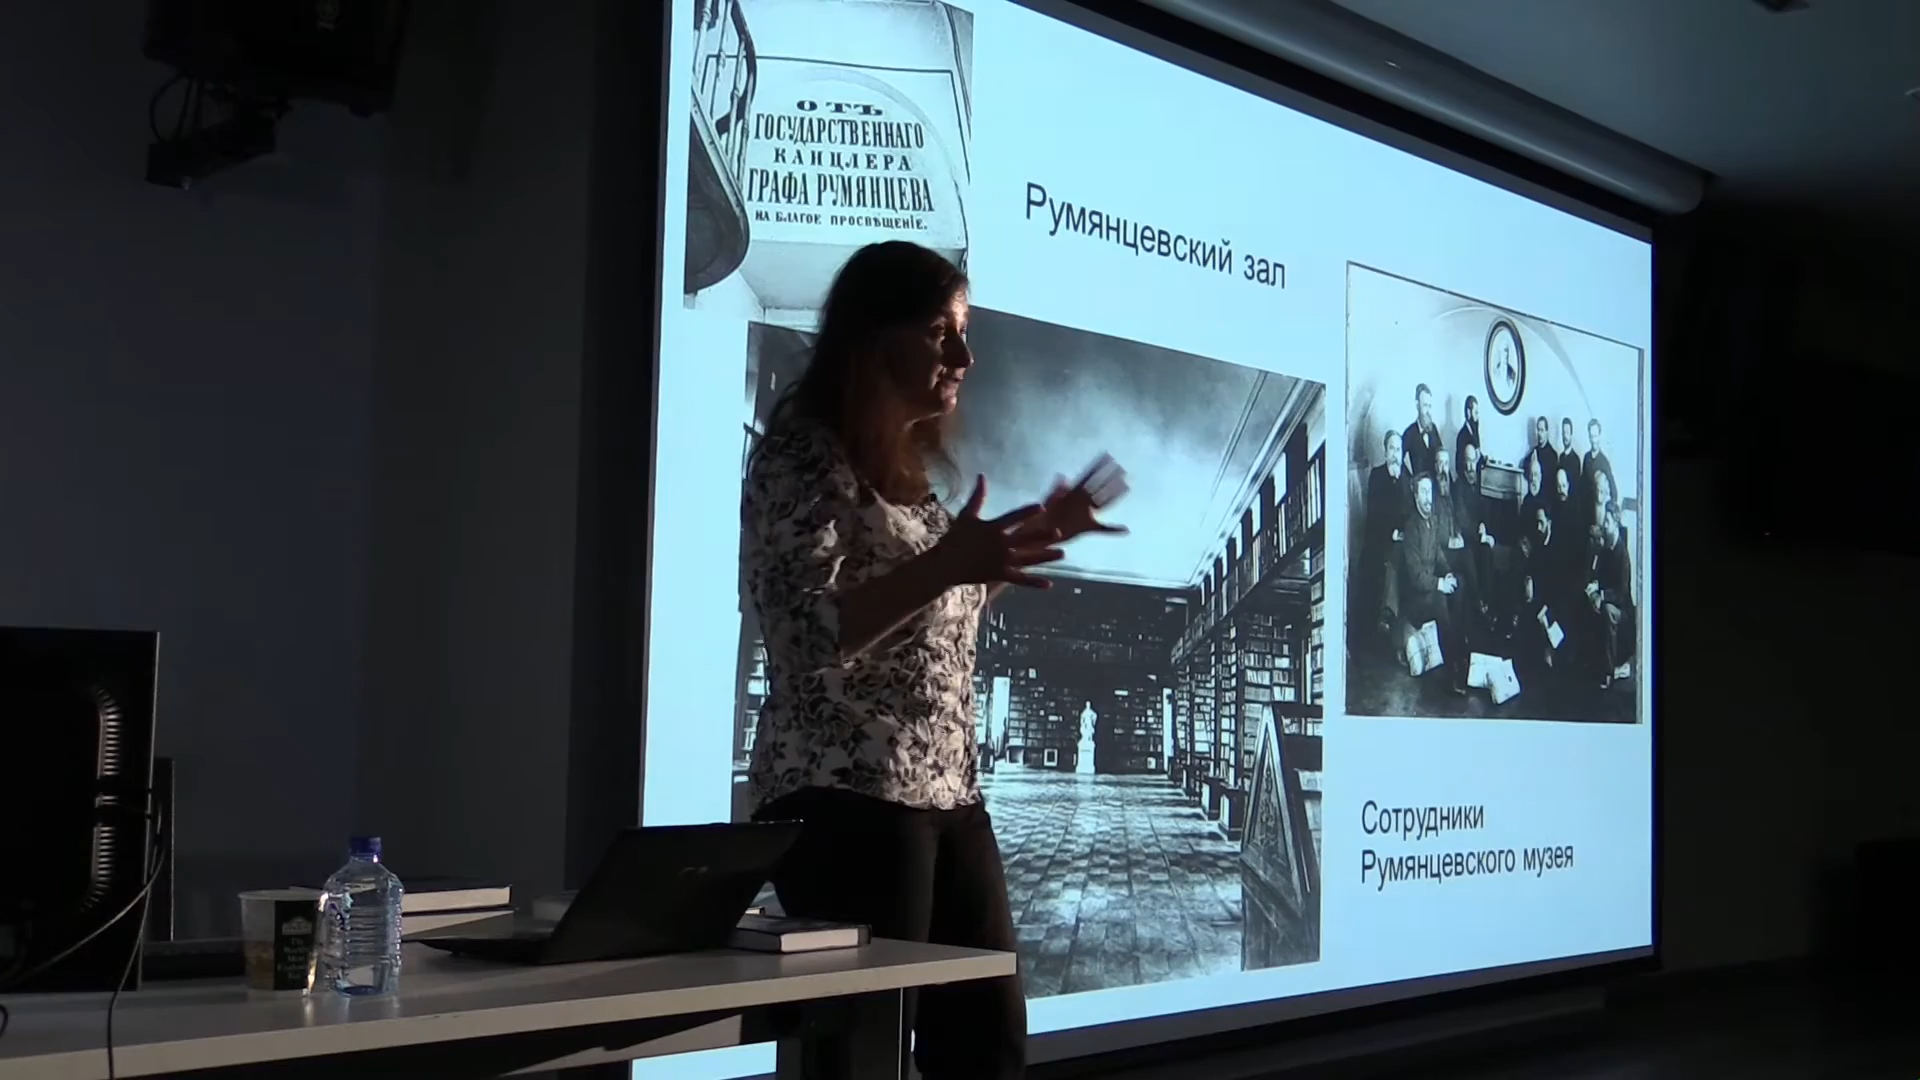 ОТЪ
ГОСУДАРСТВЕННАГО
КАНЦЛЕРА
ГРАФА РУМЯНЦЕВА
НА БЛАГОЕ ПРОСВѢЩЕНІЕ.
Румянцевский зал
Сотрудники
Румянцевского музея